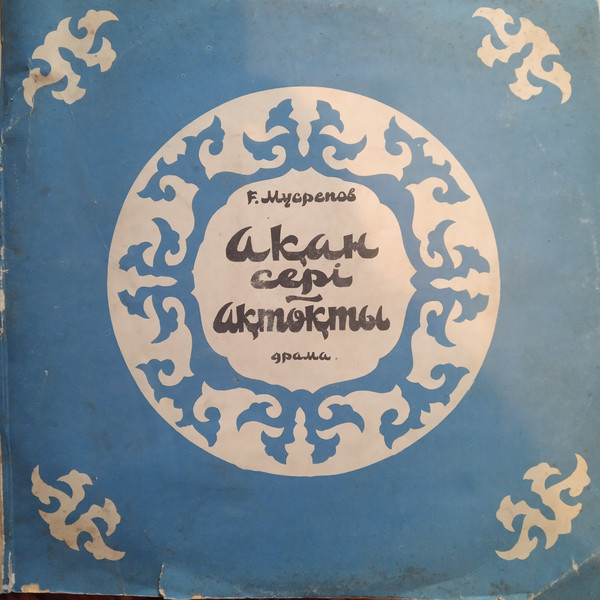 Ғ. Мүсрепов
Ақан
сері
–
Ақтоқты
драма